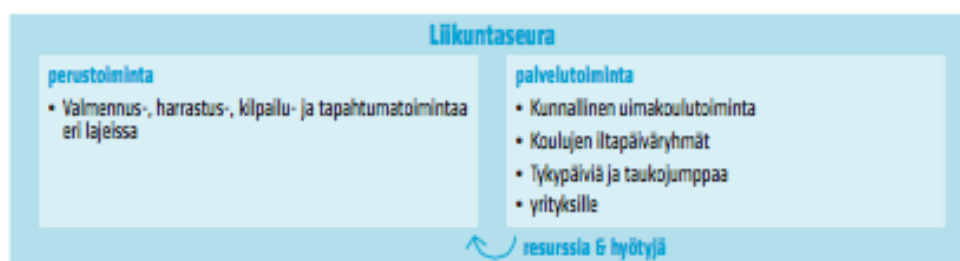 Liikuntaseura
perustoiminta
• Valmennus-, harrastus-, kilpailu- ja tapahtumatoimintaa
eri lajeissa
palvelutoiminta
• Kunnallinen uimakoulutoiminta
• Koulujen iltapäiväryhmät
• Tykypäiviä ja taukojumppaa
• yrityksille
resurssia & hyötyjä